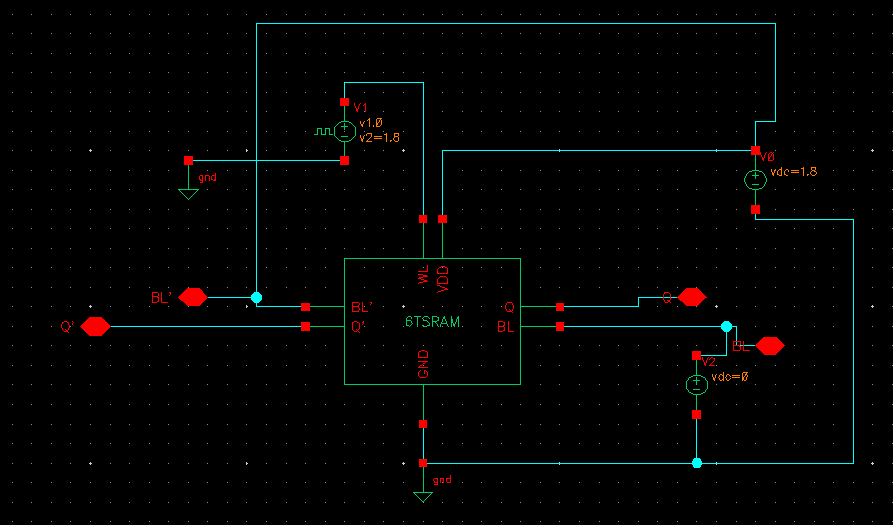 V1
v1.0
v2=1.8
gnd
V0
vdc=1.8
WL
VDD
BL'
BL'
Q
Q
Q'
Q'
6TSRAM
BL
BL
V2
vdc=0
GND
gnd